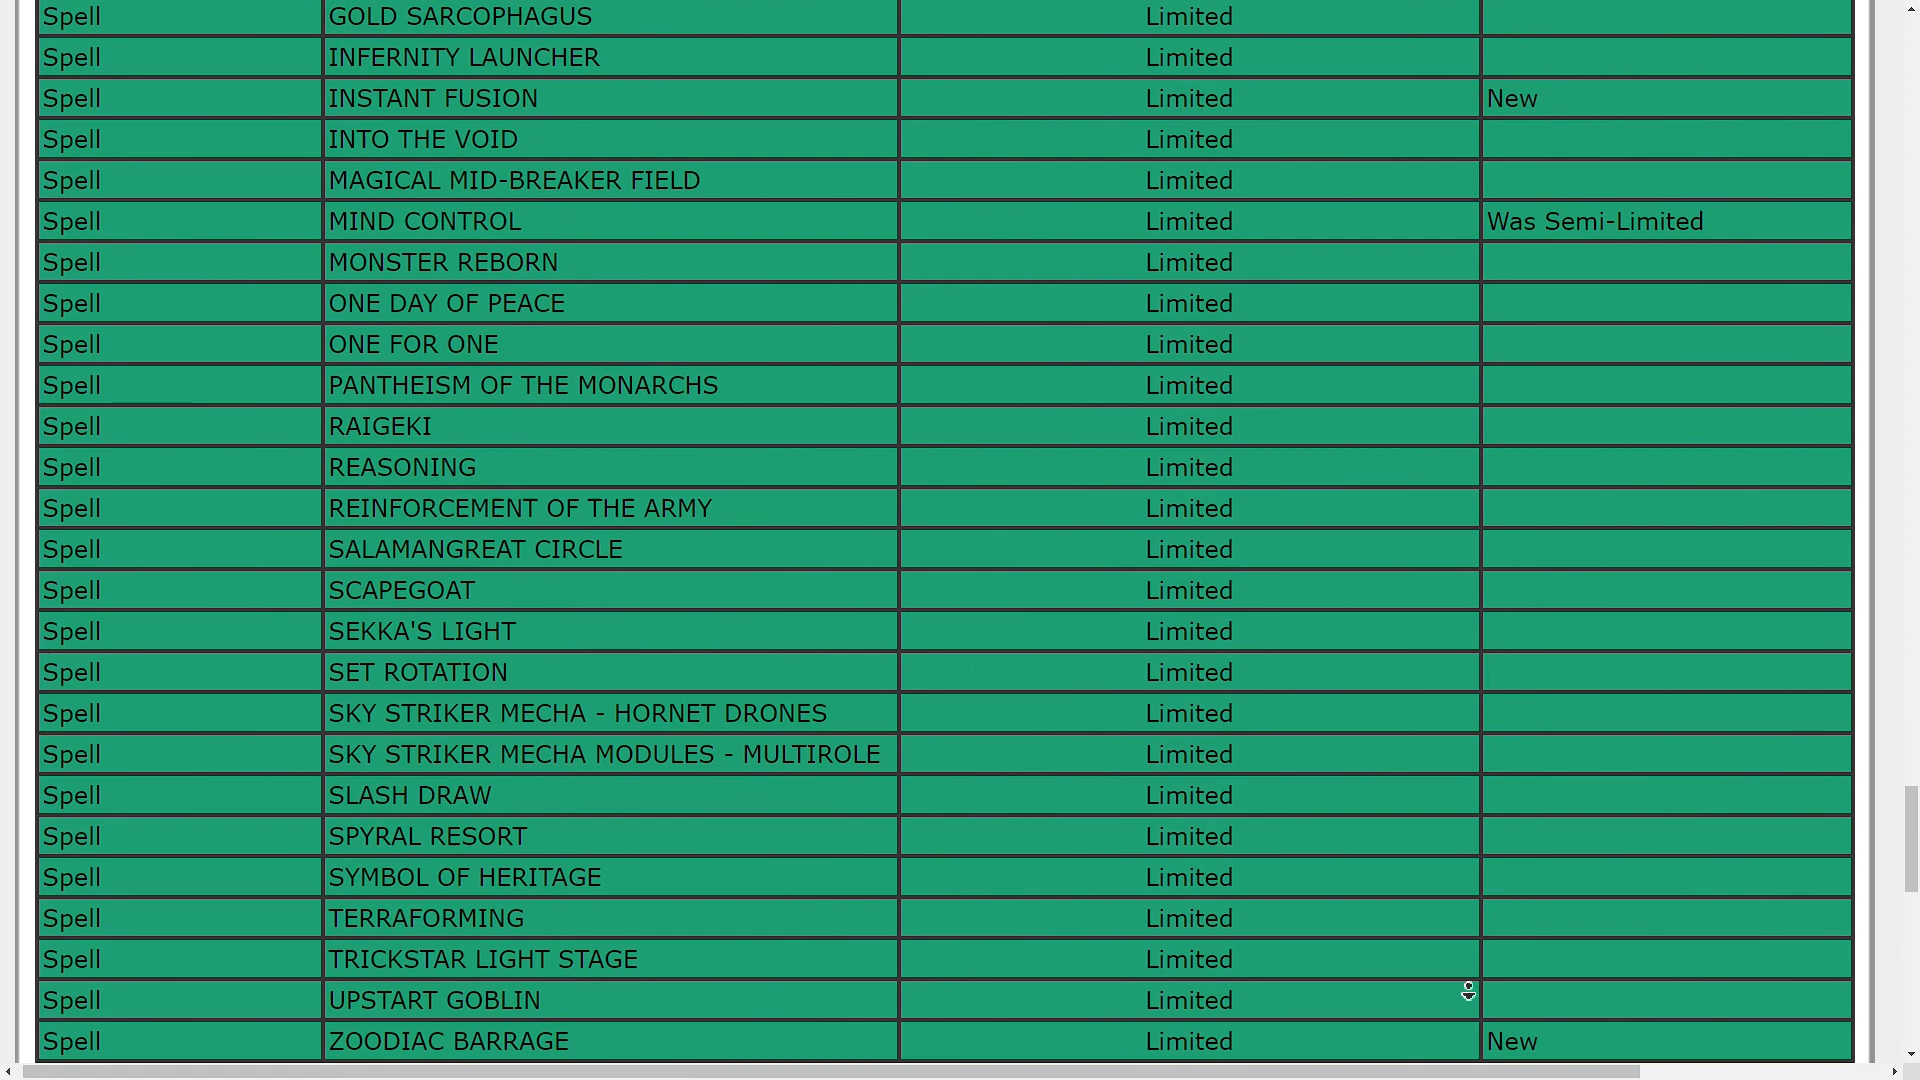 Spell GOLD SARCOPHAGUS Limited
Spell INFERNITY LAUNCHER Limited
Spell INSTANT FUSION Limited New
Spell INTO THE VOID Limited
Spell MAGICAL MID-BREAKER FIELD Limited
Spell MIND CONTROL Limited Was Semi-Limited
Spell MONSTER REBORN Limited
Spell ONE DAY OF PEACE Limited
Spell ONE FOR ONE Limited
Spell PANTHEISM OF THE MONARCHS Limited
Spell RAIGEKI Limited
Spell REASONING Limited
Spell REINFORCEMENT OF THE ARMY Limited
Spell SALAMANGREAT CIRCLE Limited
Spell SCAPEGOAT Limited
Spell SEKKA'S LIGHT Limited
Spell SET ROTATION Limited
Spell SKY STRIKER MECHA - HORNET DRONES Limited
Spell SKY STRIKER MECHA MODULES - MULTIROLE Limited
Spell SLASH DRAW Limited
Spell SPYRAL RESORT Limited
Spell SYMBOL OF HERITAGE Limited
Spell TERRAFORMING Limited
Spell TRICKSTAR LIGHT STAGE Limited
Spell UPSTART GOBLIN Limited
Spell ZOODIAC BARRAGE Limited New